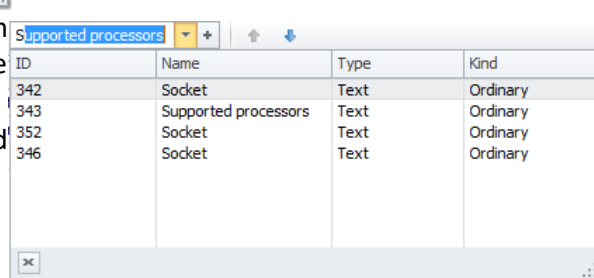 Supported processors
ID Name Type Kind
342 Socket Text Ordinary
343 Supported processors Text Ordinary
352 Socket Text Ordinary
346 Socket Text Ordinary